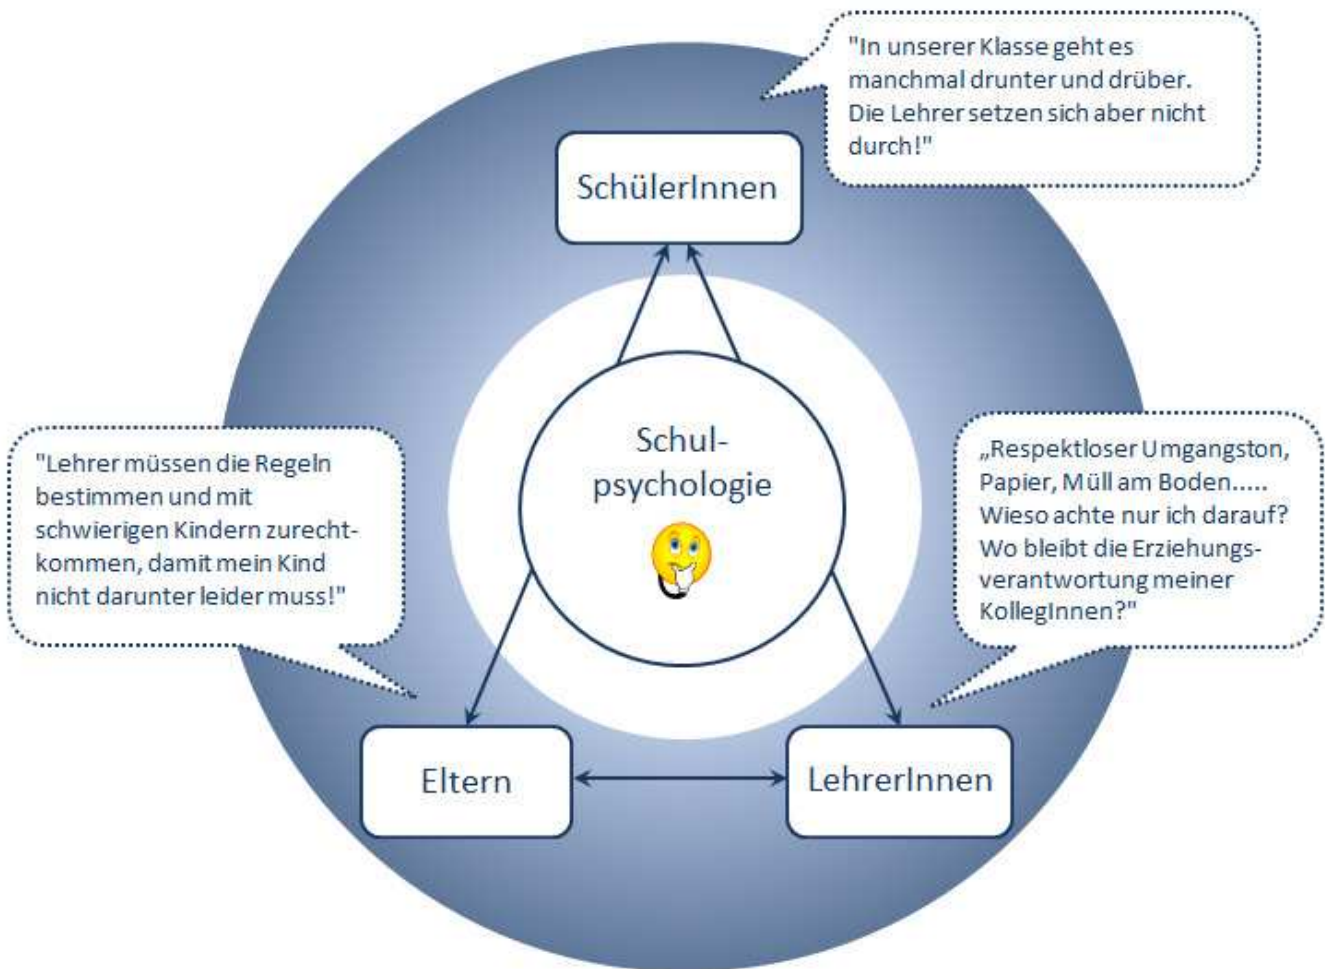 "In unserer Klasse geht es
manchmal drunter und drüber.
Die Lehrer setzen sich aber nicht
durch!"
SchülerInnen
Schul-
psychologie
"Lehrer müssen die Regeln
bestimmen und mit
schwierigen Kindern zurecht-
kommen, damit mein Kind
nicht darunter leider muss!"
„Respektloser Umgangston,
Papier, Müll am Boden.....
Wieso achte nur ich darauf?
Wo bleibt die Erziehungs-
verantwortung meiner
KollegInnen?"
Eltern
LehrerInnen